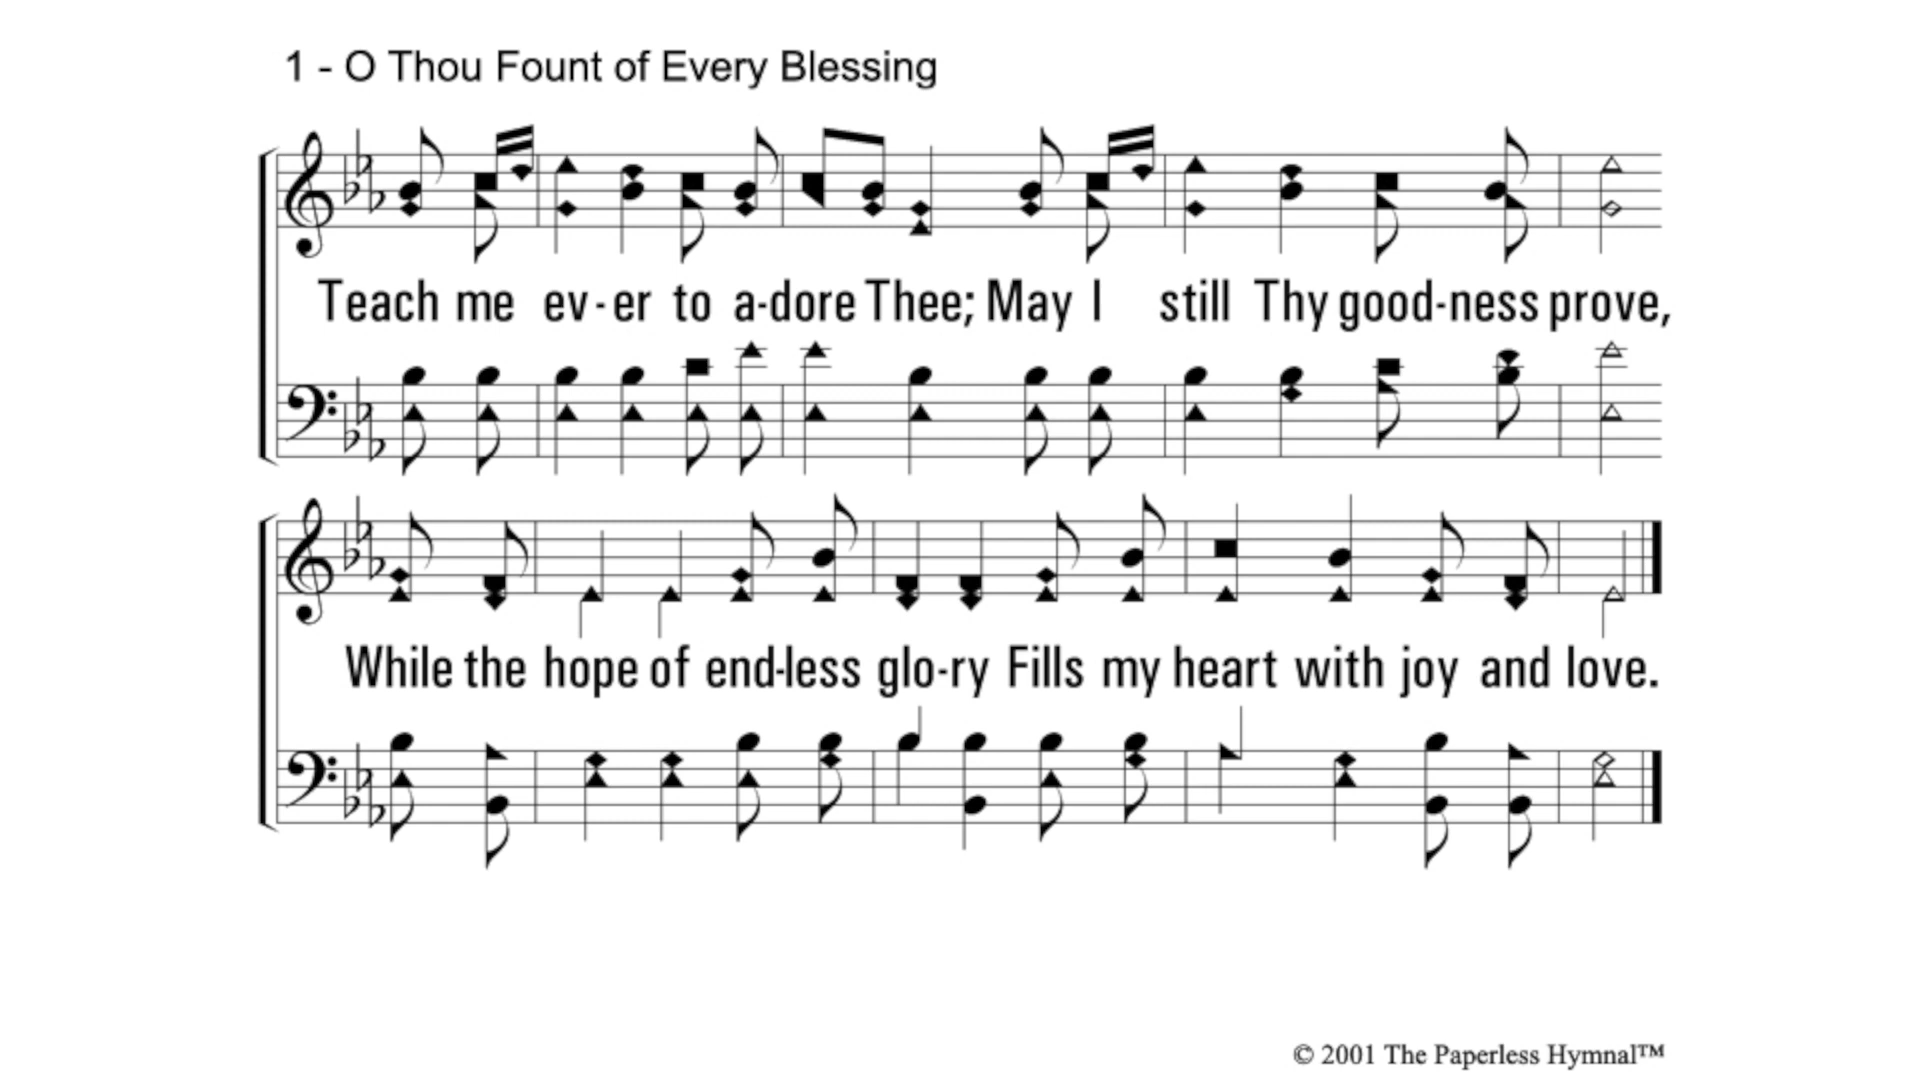 1 - O Thou Fount of Every Blessing
Teach me ev-er to a-dore Thee; May I still Thy good-ness prove,
While the hope of end-less glo-ry Fills my heart with joy and love.
© 2001 The Paperless Hymnal™